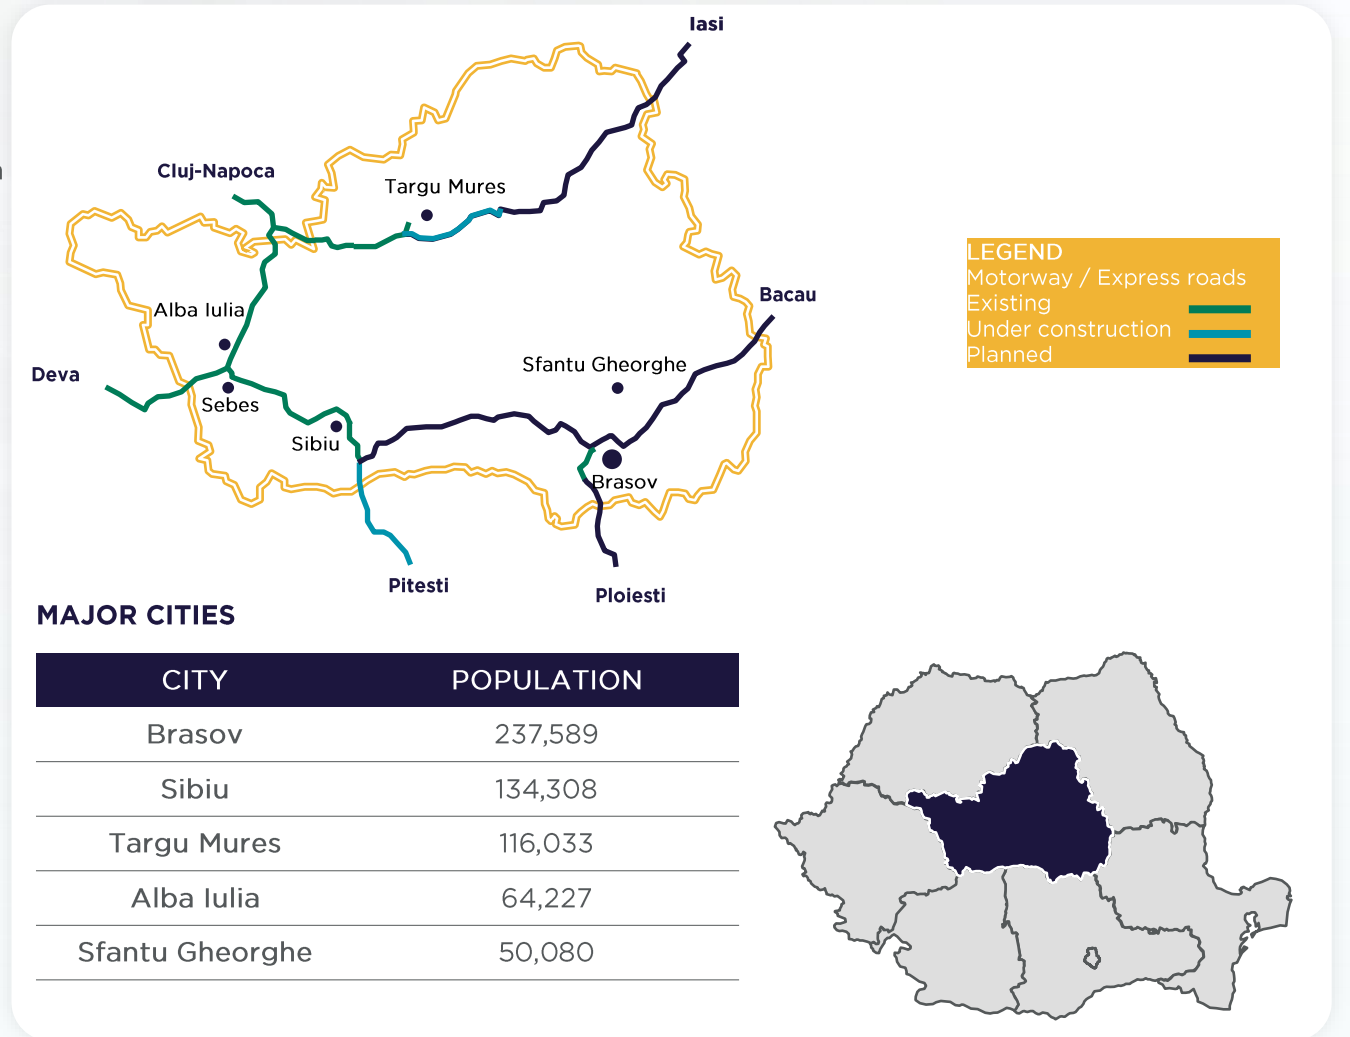 Iasi
Cluj-Napoca
Targu Mures
LEGEND
Motorway / Express roads
Existing
Under construction
Planned
Bacau
Alba Iulia
Sfantu Gheorghe
Deva
Sebes
Sibiu
Brasov
Pitesti
Ploiesti
MAJOR CITIES
CITY POPULATION
Brasov 237,589
Sibiu 134,308
Targu Mures 116,033
Alba Iulia 64,227
Sfantu Gheorghe 50,080